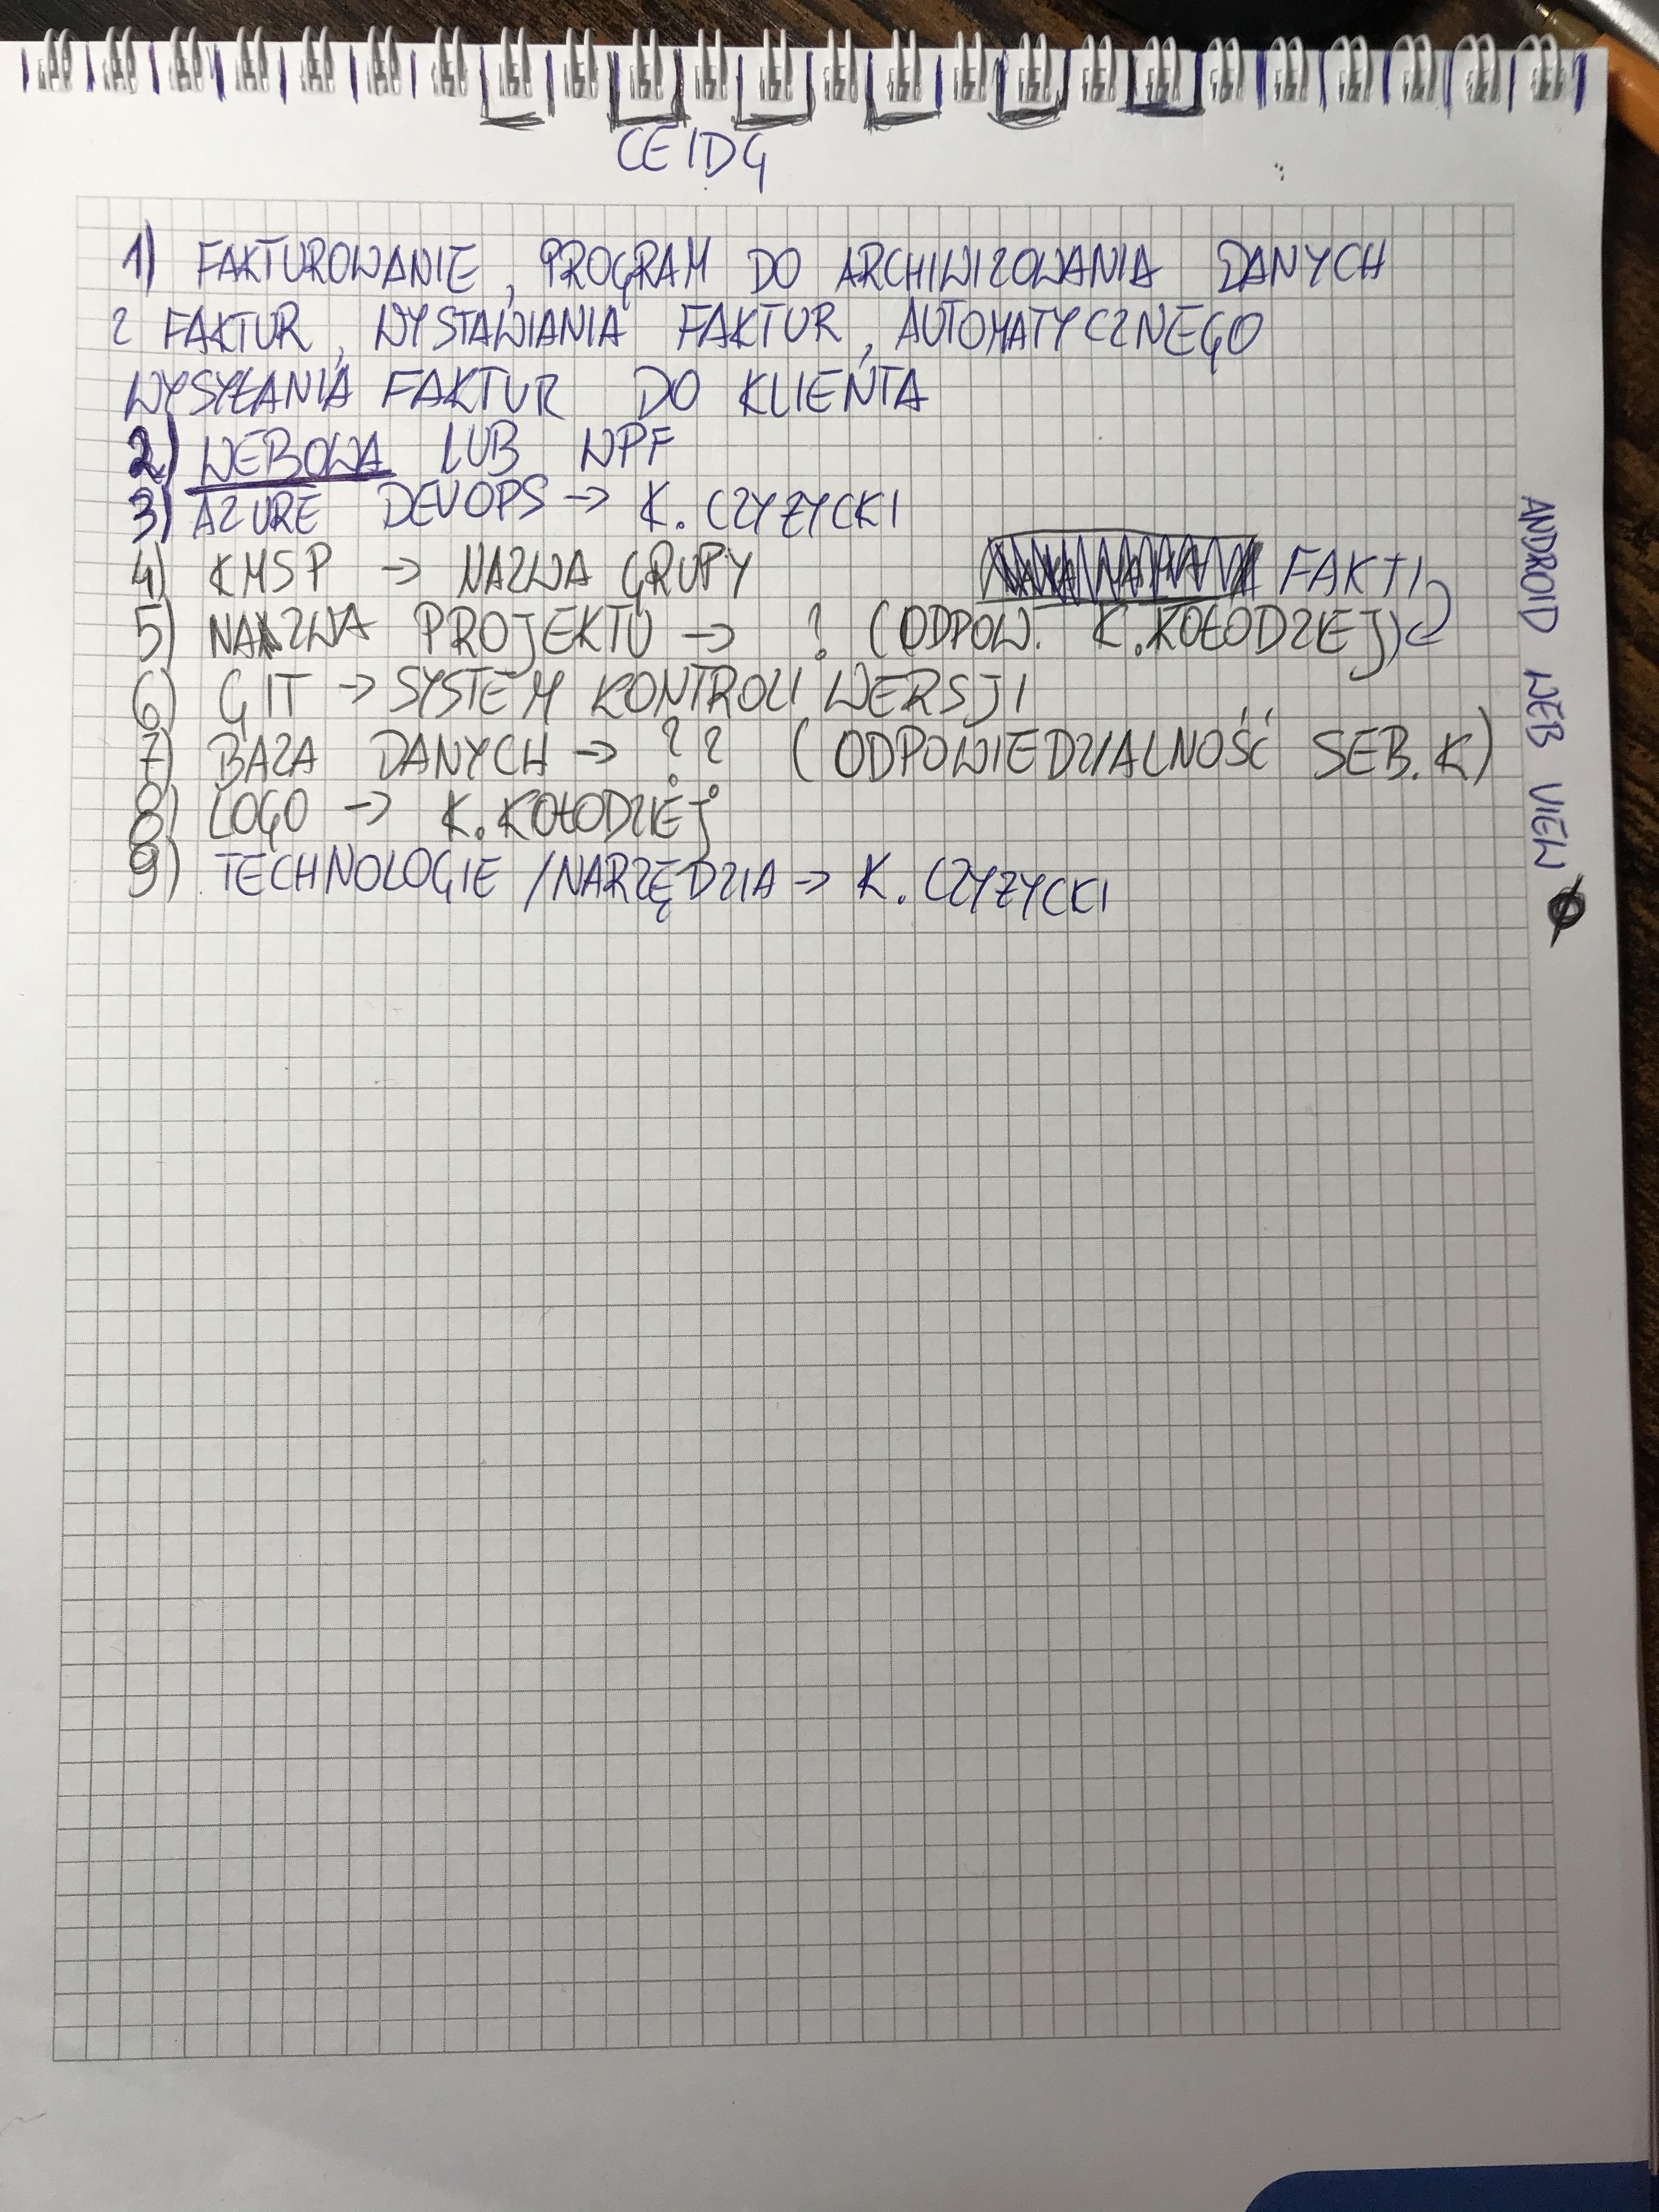 CEIDG
1) FAKTUROWANIE, PROGRAM DO ARCHIWIZOWANIA DANYCH
Z FAKTUR, WYSTAWIANIA FAKTUR, AUTOMATYCZNEGO
WYSYŁANIA FAKTUR DO KLIENTA
2) WEBOWA LUB WPF
3) AZURE DEVOPS → K. CZYŻYCKI
4) KMSP → NAZWA GRUPY
FAKTI
5) NAZWA PROJEKTU → ? (ODPOW. K. KOŁODZIEJ)
6) GIT → SYSTEM KONTROLI WERSJI
7) BAZA DANYCH → ?? (ODPOWIEDZIALNOŚĆ SEB. K)
8) LOGO → K. KOŁODZIEJ
9) TECHNOLOGIE / NARZĘDZIA → K. CZYŻYCKI
ANDROID WEB VIEW